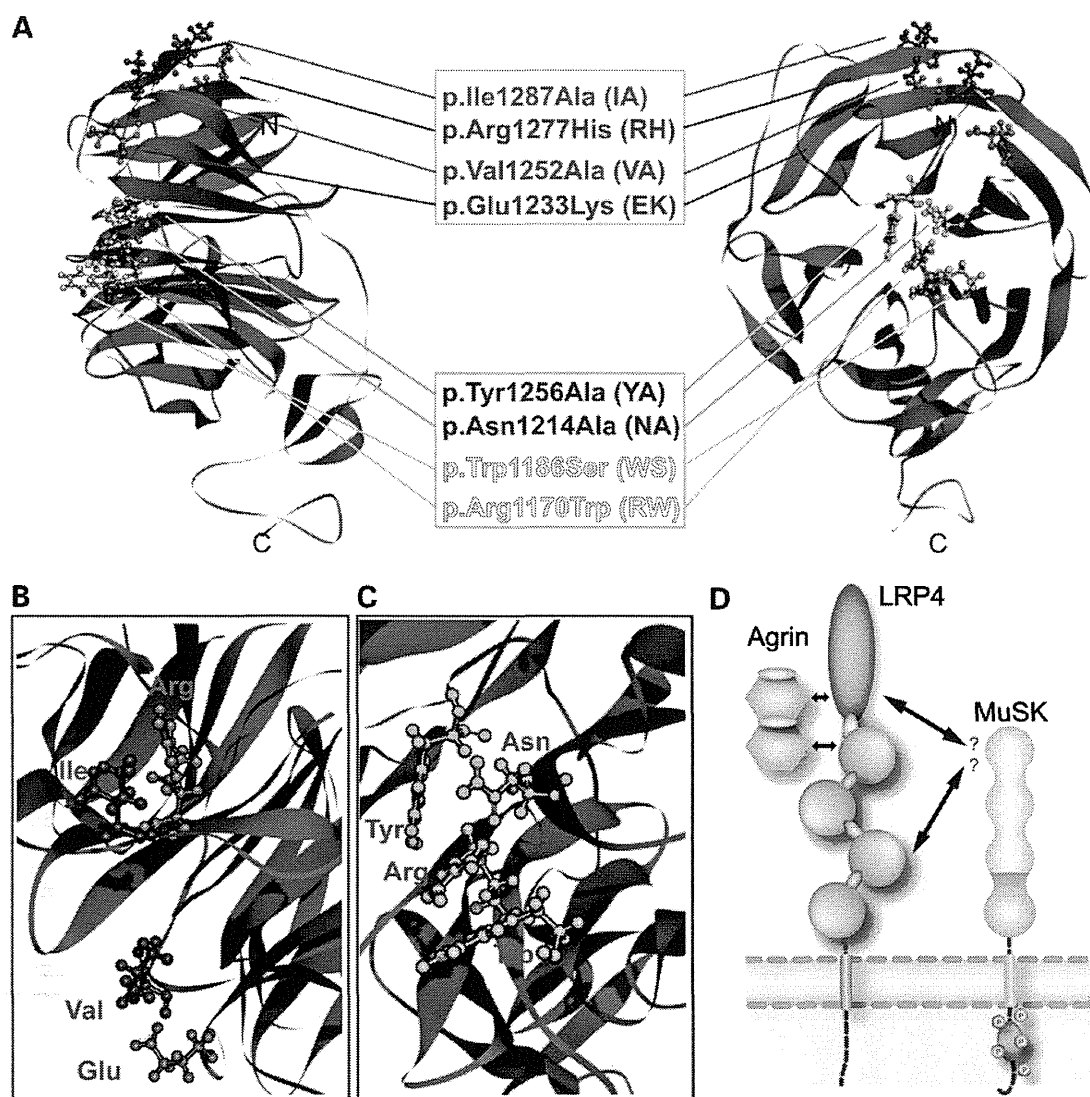 A
p.Ile1287Ala (IA)
p.Arg1277His (RH)
p.Val1252Ala (VA)
p.Glu1233Lys (EK)
N
N
p.Tyr1256Ala (YA)
p.Asn1214Ala (NA)
p.Trp1186Ser (WS)
p.Arg1170Trp (RW)
C
C
B
Arg
Ile
Val
Glu
C
Asn
Tyr
Arg
D
LRP4
Agrin
MuSK
?
?
P
P
P
P
P